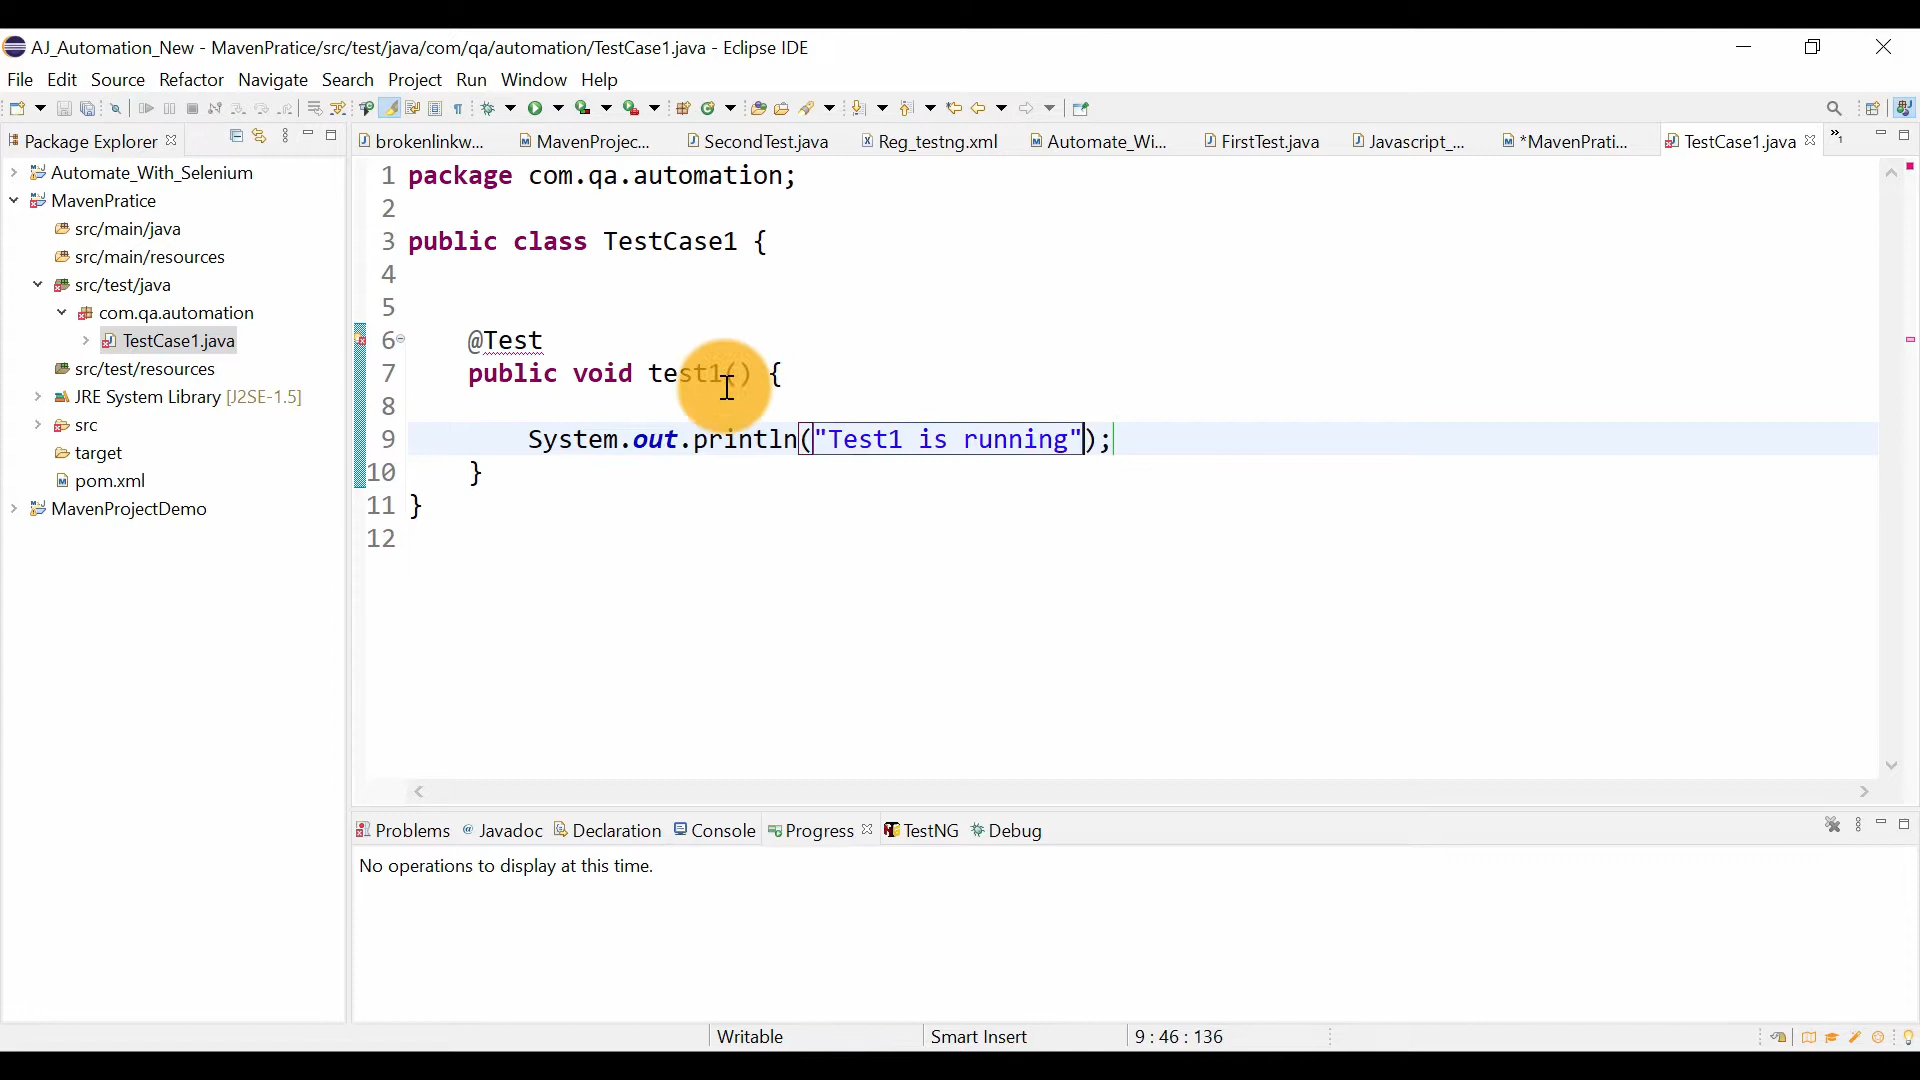 AJ_Automation_New - MavenPratice/src/test/java/com/qa/automation/TestCase1.java - Eclipse IDE
File Edit Source Refactor Navigate Search Project Run Window Help
Package Explorer
brokenlinkw... MavenProjec... SecondTest.java Reg_testng.xml Automate_Wi... FirstTest.java Javascript_... *MavenPrati... TestCase1.java »1
Automate_With_Selenium
MavenPratice
src/main/java
src/main/resources
src/test/java
com.qa.automation
TestCase1.java
src/test/resources
JRE System Library [J2SE-1.5]
src
target
pom.xml
MavenProjectDemo
1 package com.qa.automation;
2
3 public class TestCase1 {
4
5
6 @Test
7 public void test1() {
8
9 System.out.println("Test1 is running");
10 }
11 }
12
Problems Javadoc Declaration Console Progress TestNG Debug
No operations to display at this time.
Writable Smart Insert 9 : 46 : 136